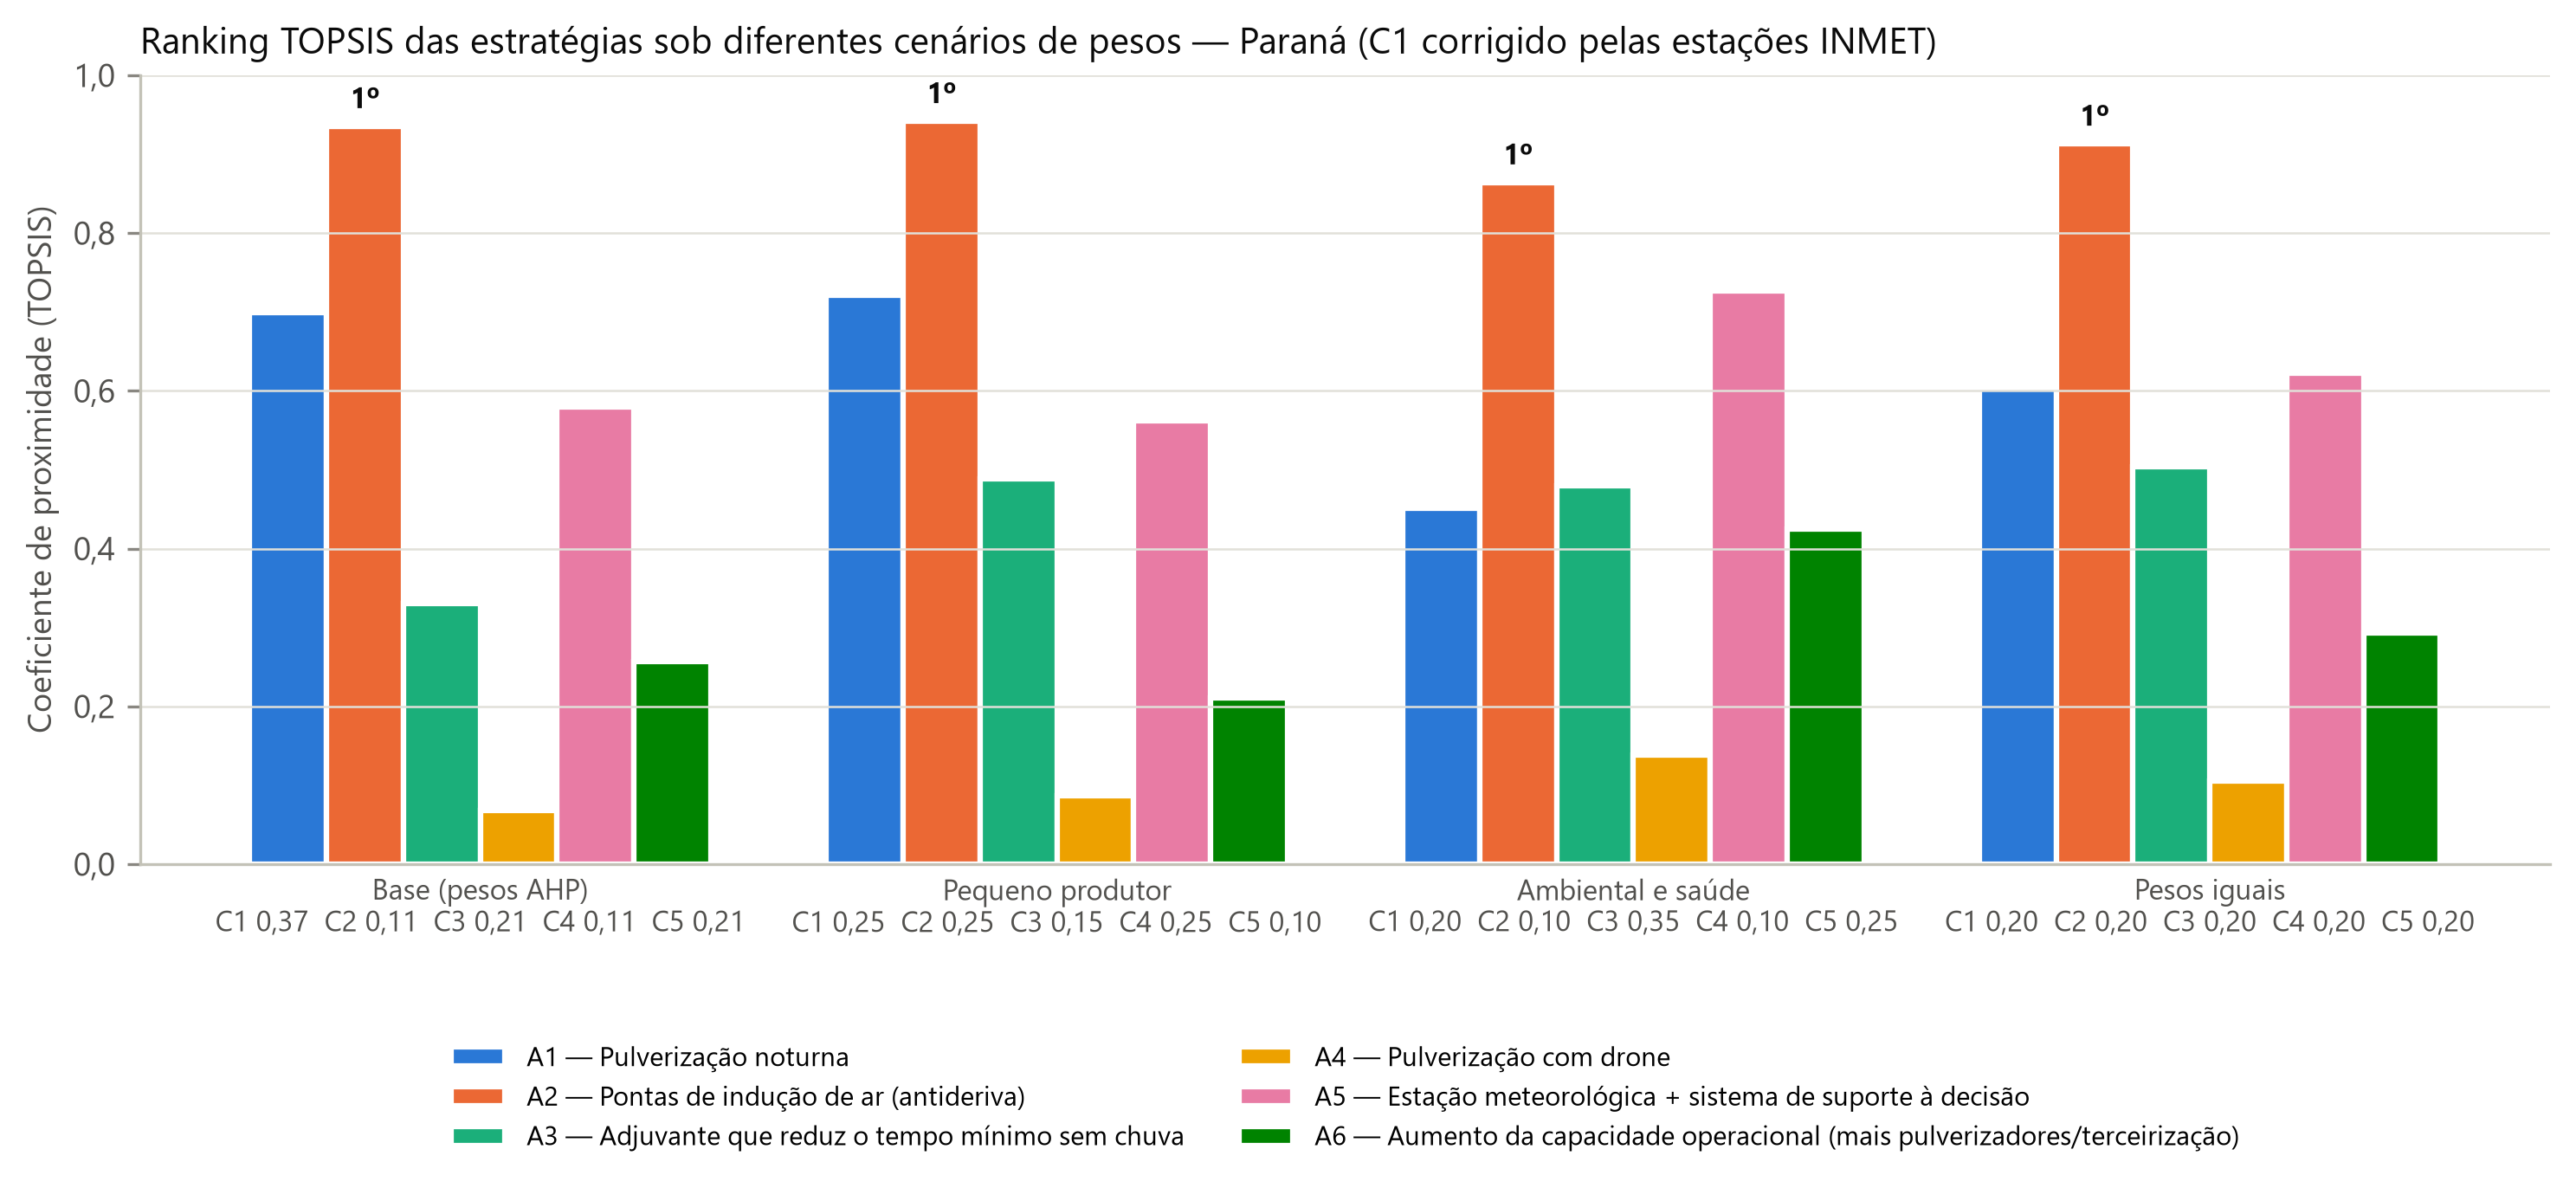 Ranking TOPSIS das estratégias sob diferentes cenários de pesos — Paraná (C1 corrigido pelas estações INMET)
Coeficiente de proximidade (TOPSIS)
1,0
0,8
0,6
0,4
0,2
0,0
1º
1º
1º
1º
Base (pesos AHP)
C1 0,37 C2 0,11 C3 0,21 C4 0,11 C5 0,21
Pequeno produtor
C1 0,25 C2 0,25 C3 0,15 C4 0,25 C5 0,10
Ambiental e saúde
C1 0,20 C2 0,10 C3 0,35 C4 0,10 C5 0,25
Pesos iguais
C1 0,20 C2 0,20 C3 0,20 C4 0,20 C5 0,20
A1 — Pulverização noturna
A2 — Pontas de indução de ar (antideriva)
A3 — Adjuvante que reduz o tempo mínimo sem chuva
A4 — Pulverização com drone
A5 — Estação meteorológica + sistema de suporte à decisão
A6 — Aumento da capacidade operacional (mais pulverizadores/terceirização)